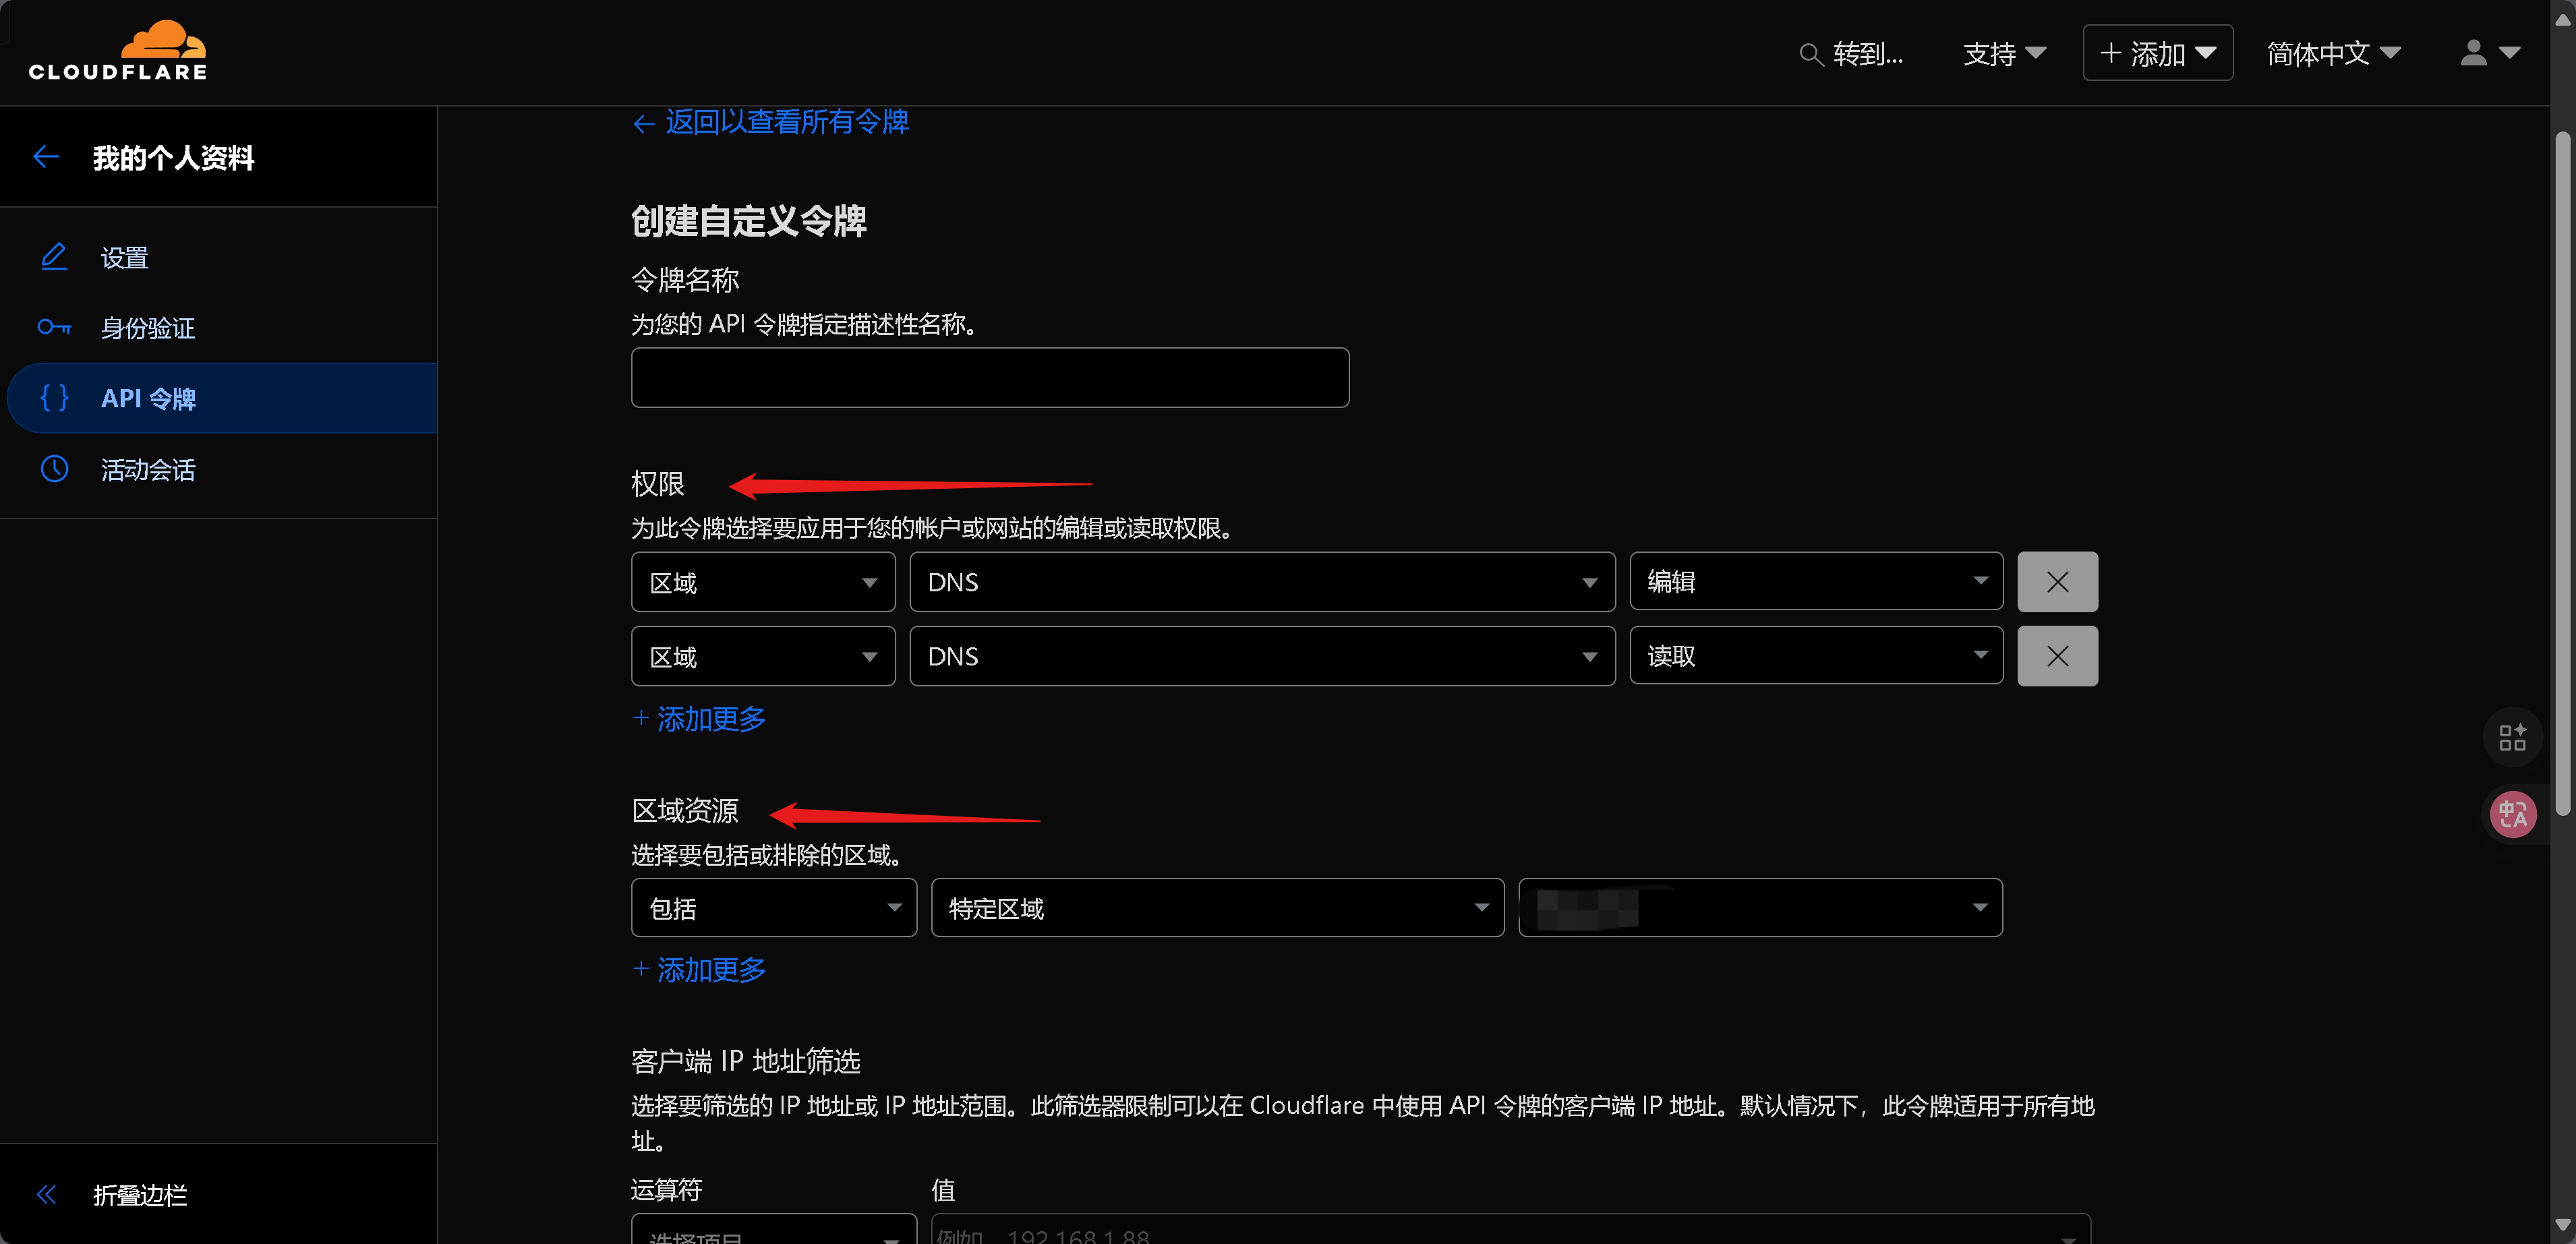 CLOUDFLARE
转到...
支持
添加
简体中文
我的个人资料
设置
身份验证
API 令牌
活动会话
折叠边栏
返回以查看所有令牌
创建自定义令牌
令牌名称
为您的 API 令牌指定描述性名称。
权限
为此令牌选择要应用于您的帐户或网站的编辑或读取权限。
区域 DNS 编辑
区域 DNS 读取
+ 添加更多
区域资源
选择要包括或排除的区域。
包括 特定区域
+ 添加更多
客户端 IP 地址筛选
选择要筛选的 IP 地址或 IP 地址范围。此筛选器限制可以在 Cloudflare 中使用 API 令牌的客户端 IP 地址。默认情况下，此令牌适用于所有地
址。
运算符 值
选择项目 例如，192.168.1.88